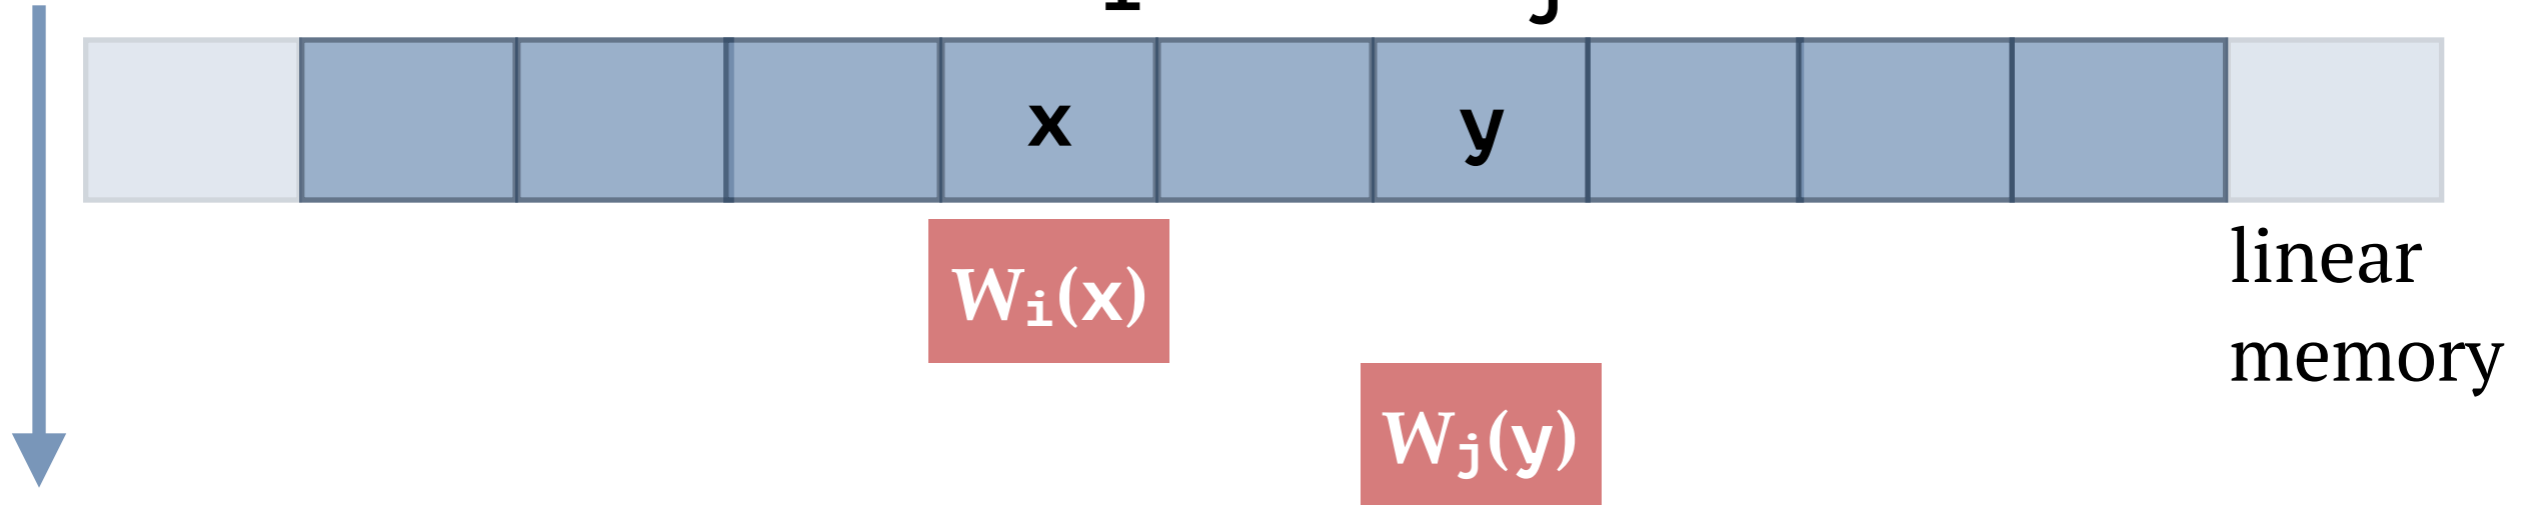 i j
x y
Wᵢ(x)
linear
memory
Wⱼ(y)